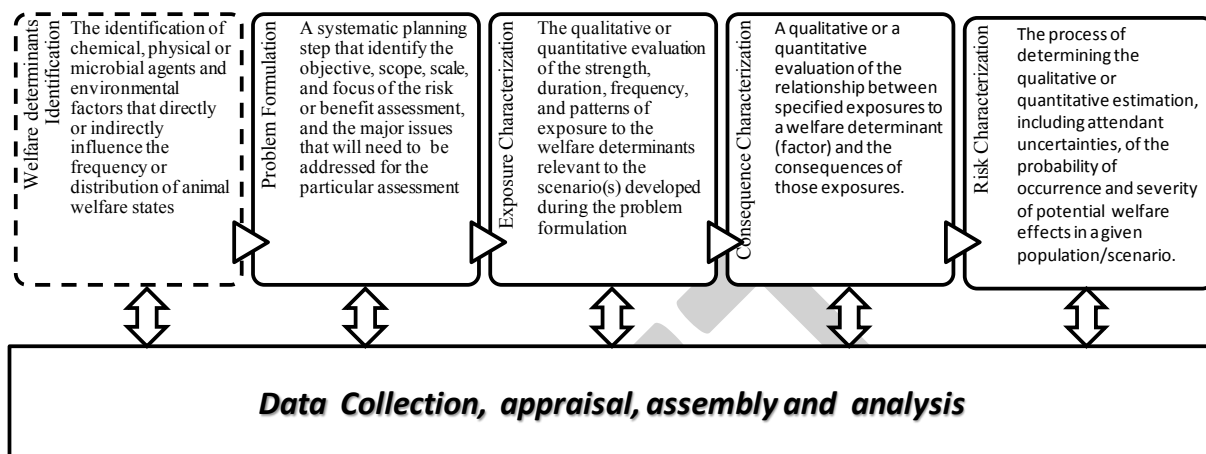 Welfare determinants
Identification
The identification of
chemical, physical or
microbial agents and
environmental
factors that directly
or indirectly
influence the
frequency or
distribution of animal
welfare states
Problem Formulation
A systematic planning
step that identify the
objective, scope, scale,
and focus of the risk
or benefit assessment,
and the major issues
that will need to be
addressed for the
particular assessment
Exposure Characterization
The qualitative or
quantitative evaluation
of the strength,
duration, frequency,
and patterns of
exposure to the
welfare determinants
relevant to the
scenario(s) developed
during the problem
formulation
Consequence Characterization
A qualitative or a
quantitative
evaluation of the
relationship between
specified exposures to
a welfare determinant
(factor) and the
consequences of
those exposures.
Risk Characterization
The process of
determining the
qualitative or
quantitative estimation,
including attendant
uncertainties, of the
probability of
occurrence and severity
of potential welfare
effects in a given
population/scenario.
Data Collection, appraisal, assembly and analysis